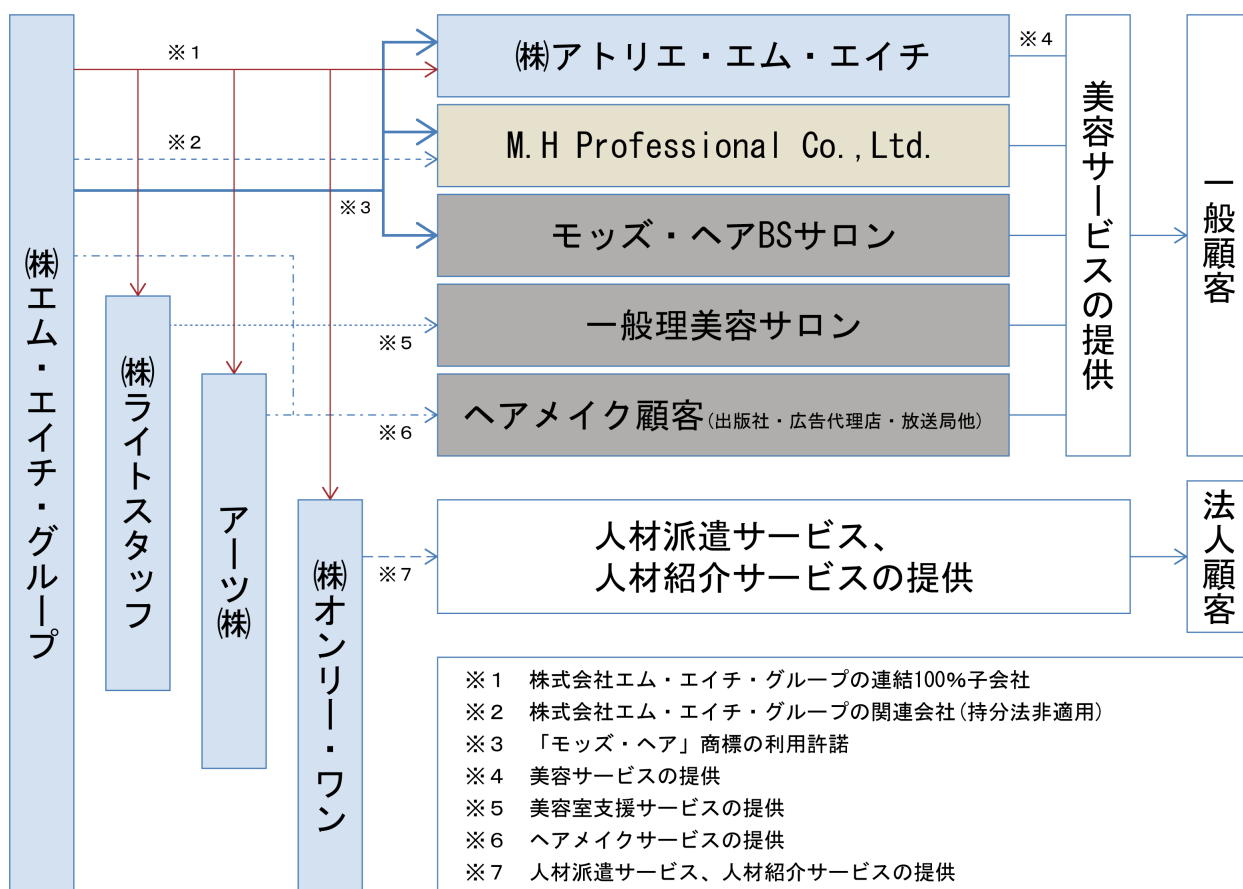 ㈱エム・エイチ・グループ
※1
※2
※3
㈱ライトスタッフ
アーツ㈱
㈱オンリー・ワン
㈱アトリエ・エム・エイチ
※4
M.H Professional Co.,Ltd.
モッズ・ヘアBSサロン
一般理美容サロン
※5
ヘアメイク顧客(出版社・広告代理店・放送局他)
※6
美容サービスの提供
一般顧客
人材派遣サービス、
人材紹介サービスの提供
※7
法人顧客
※1 株式会社エム・エイチ・グループの連結100%子会社
※2 株式会社エム・エイチ・グループの関連会社(持分法非適用)
※3 「モッズ・ヘア」商標の利用許諾
※4 美容サービスの提供
※5 美容室支援サービスの提供
※6 ヘアメイクサービスの提供
※7 人材派遣サービス、人材紹介サービスの提供